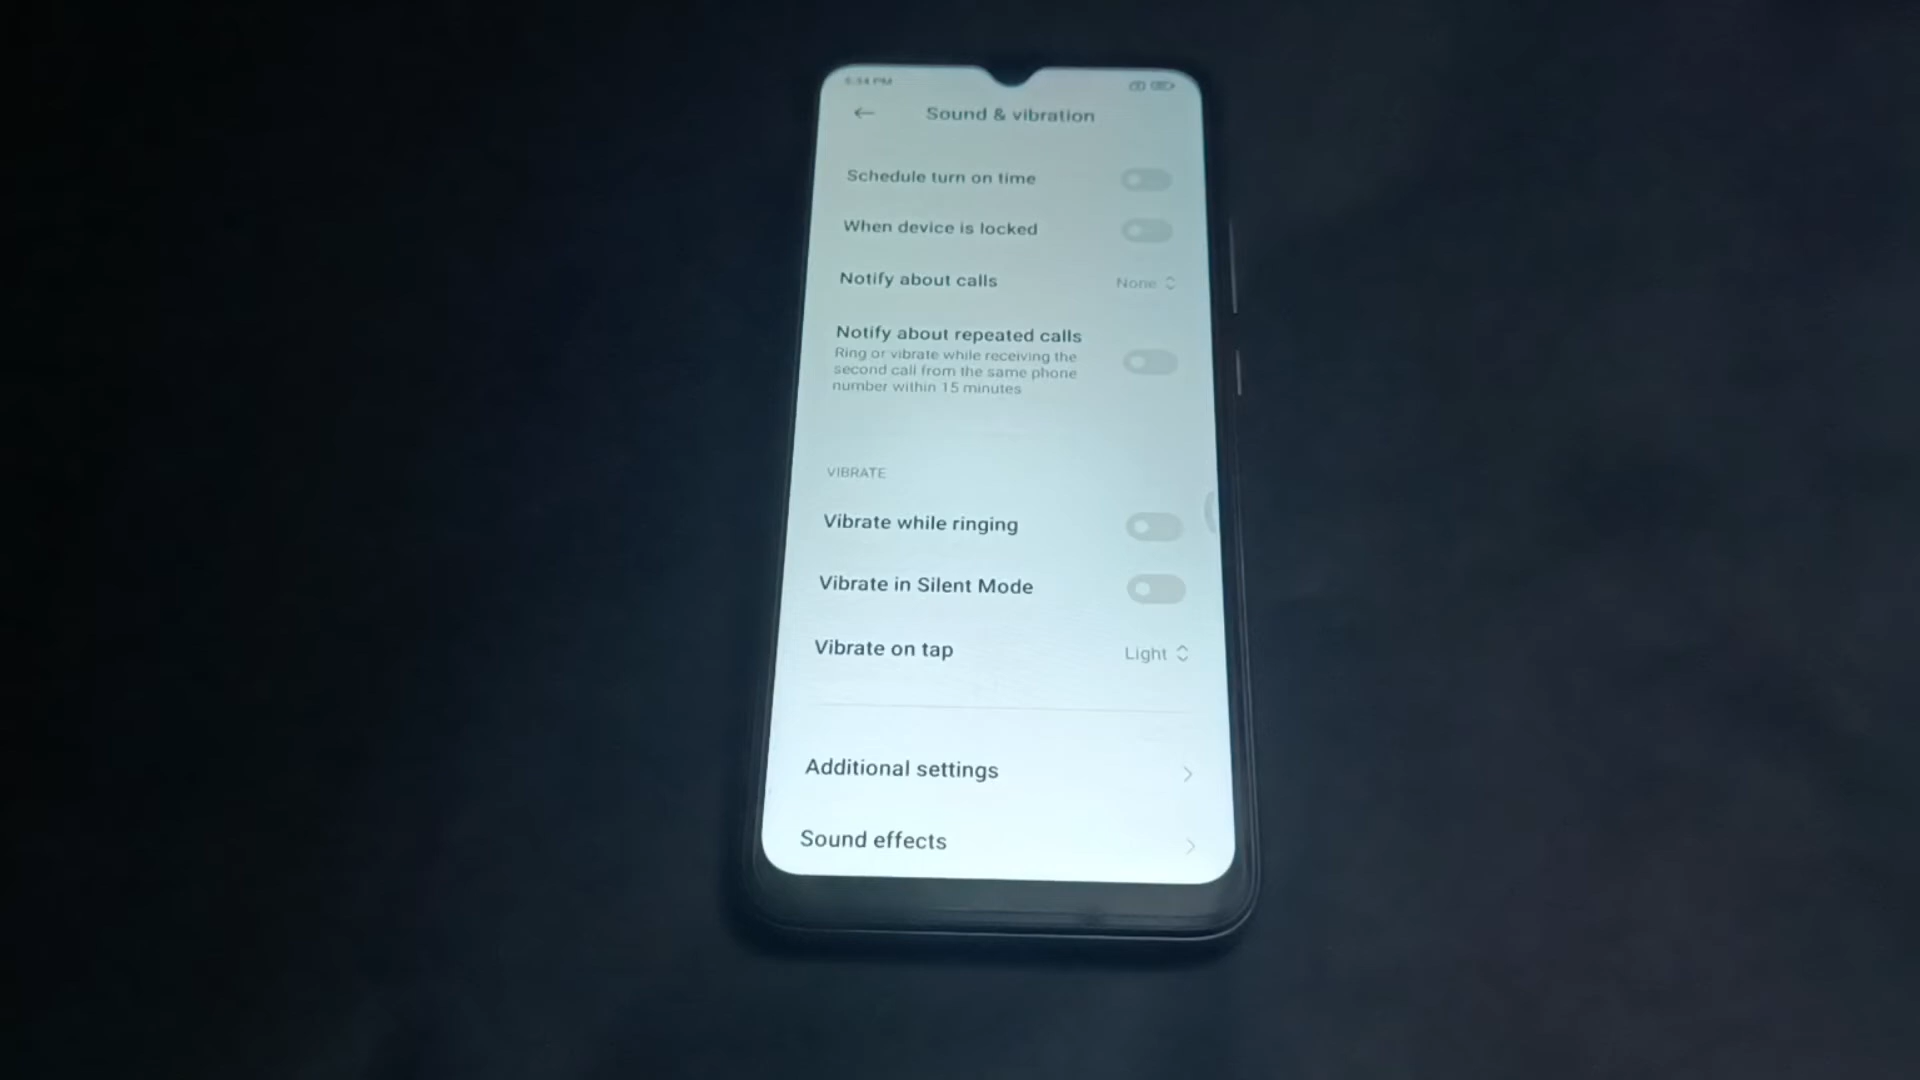 Sound & vibration
Schedule turn on time
When device is locked
Notify about calls None
Notify about repeated calls
Ring or vibrate while receiving the
second call from the same phone
number within 15 minutes
VIBRATE
Vibrate while ringing
Vibrate in Silent Mode
Vibrate on tap Light
Additional settings
Sound effects